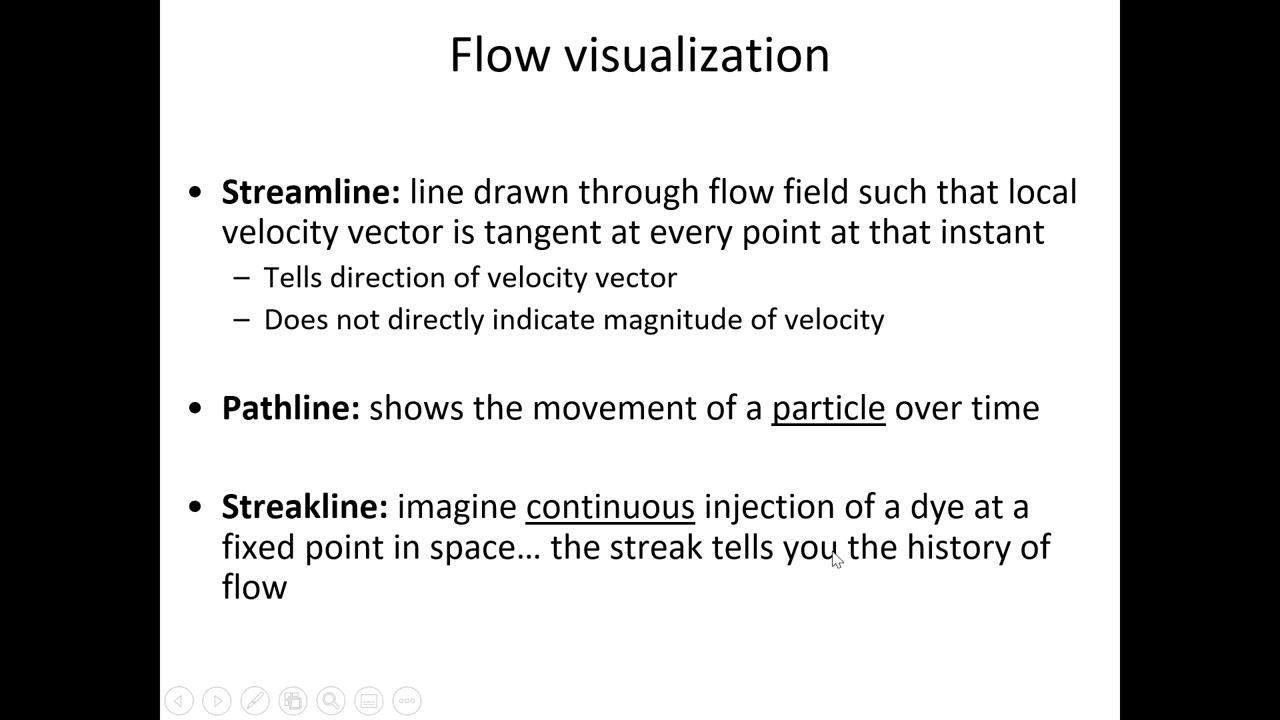 Flow visualization
• Streamline: line drawn through flow field such that local
velocity vector is tangent at every point at that instant
– Tells direction of velocity vector
– Does not directly indicate magnitude of velocity
• Pathline: shows the movement of a particle over time
• Streakline: imagine continuous injection of a dye at a
fixed point in space... the streak tells you the history of
flow